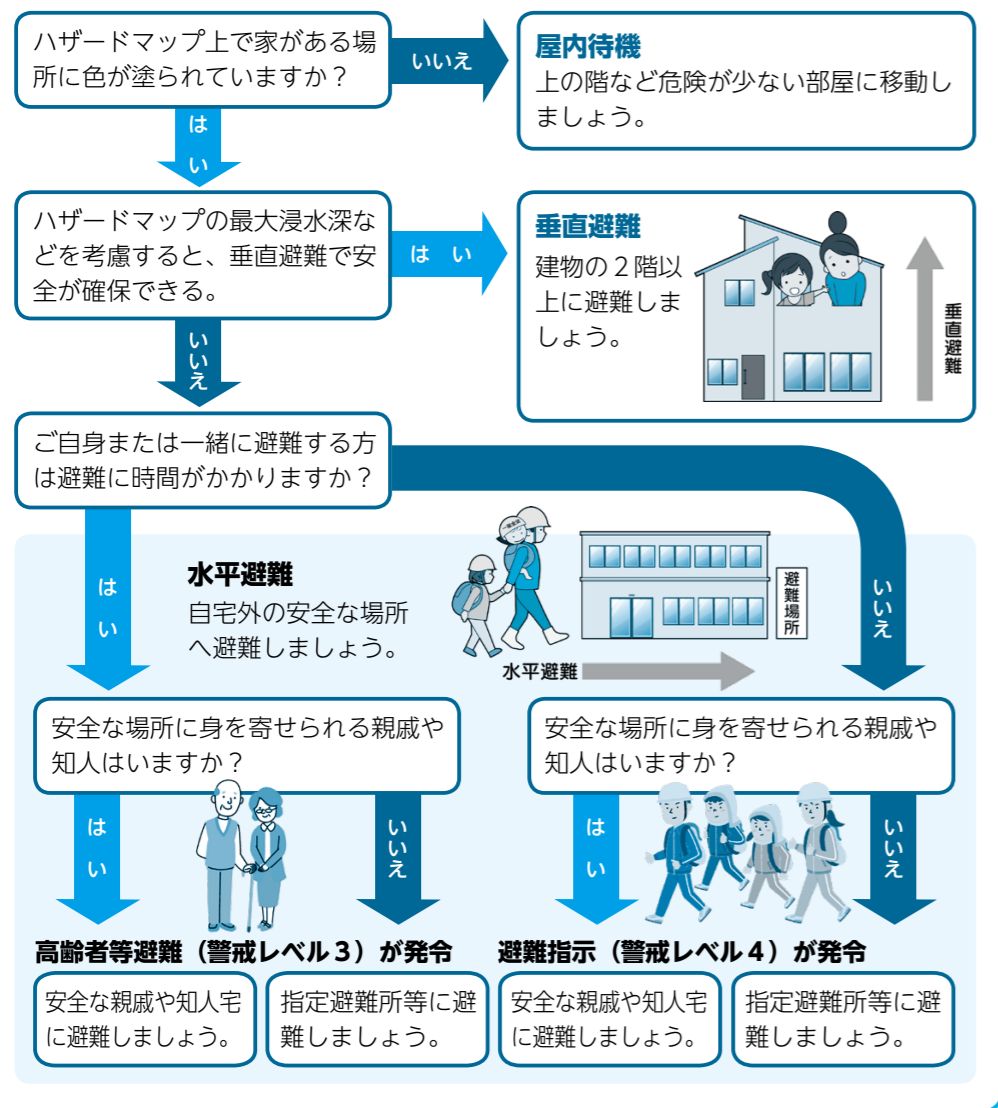 ハザードマップ上で家がある場
所に色が塗られていますか？
いいえ
屋内待機
上の階など危険が少ない部屋に移動し
ましょう。
はい
ハザードマップの最大浸水深な
どを考慮すると、垂直避難で安
全が確保できる。
はい
垂直避難
建物の２階以
上に避難しま
しょう。
垂直避難
いいえ
ご自身または一緒に避難する方
は避難に時間がかかりますか？
はい
水平避難
自宅外の安全な場所
へ避難しましょう。
避難場所
水平避難
いいえ
安全な場所に身を寄せられる親戚や
知人はいますか？
はい
いいえ
高齢者等避難（警戒レベル３）が発令
安全な親戚や知人宅
に避難しましょう。
指定避難所等に避
難しましょう。
安全な場所に身を寄せられる親戚や
知人はいますか？
はい
いいえ
避難指示（警戒レベル４）が発令
安全な親戚や知人宅
に避難しましょう。
指定避難所等に避
難しましょう。